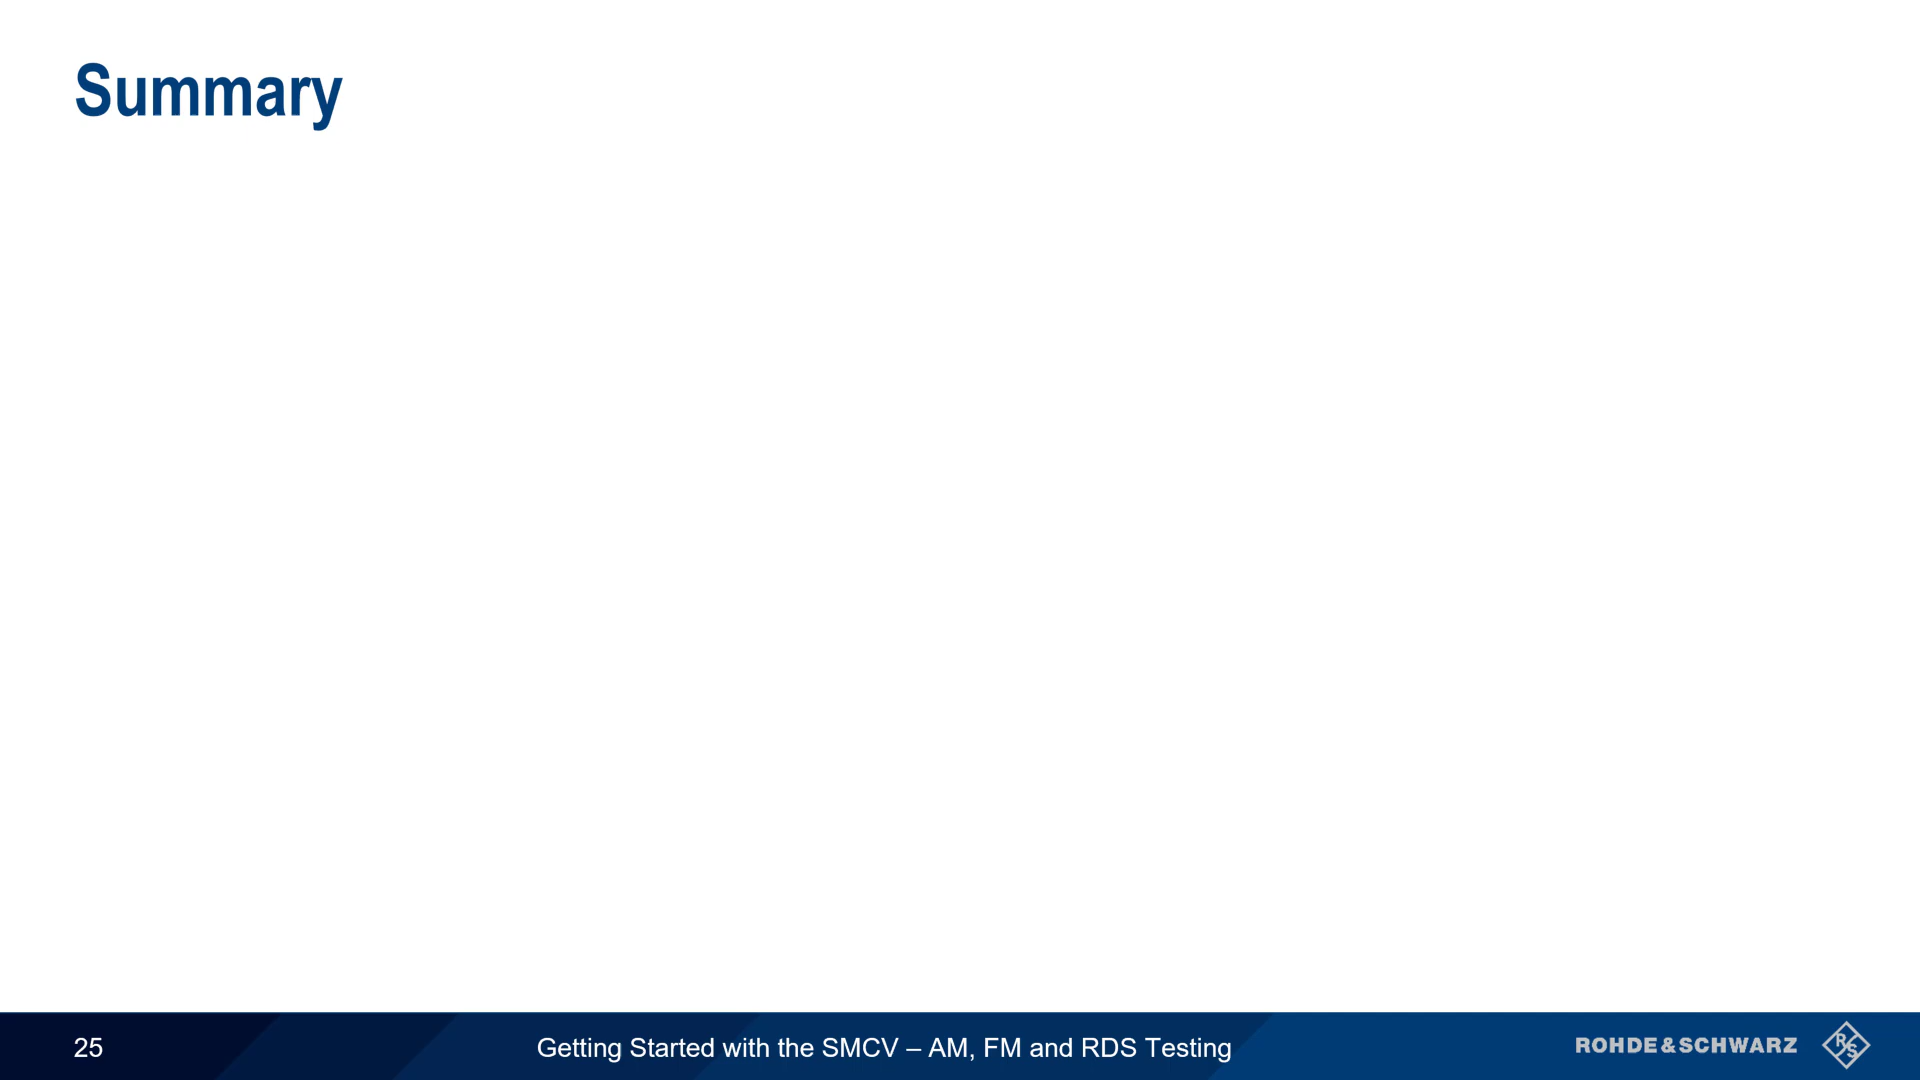 Summary
25
Getting Started with the SMCV – AM, FM and RDS Testing
ROHDE&SCHWARZ
R&S